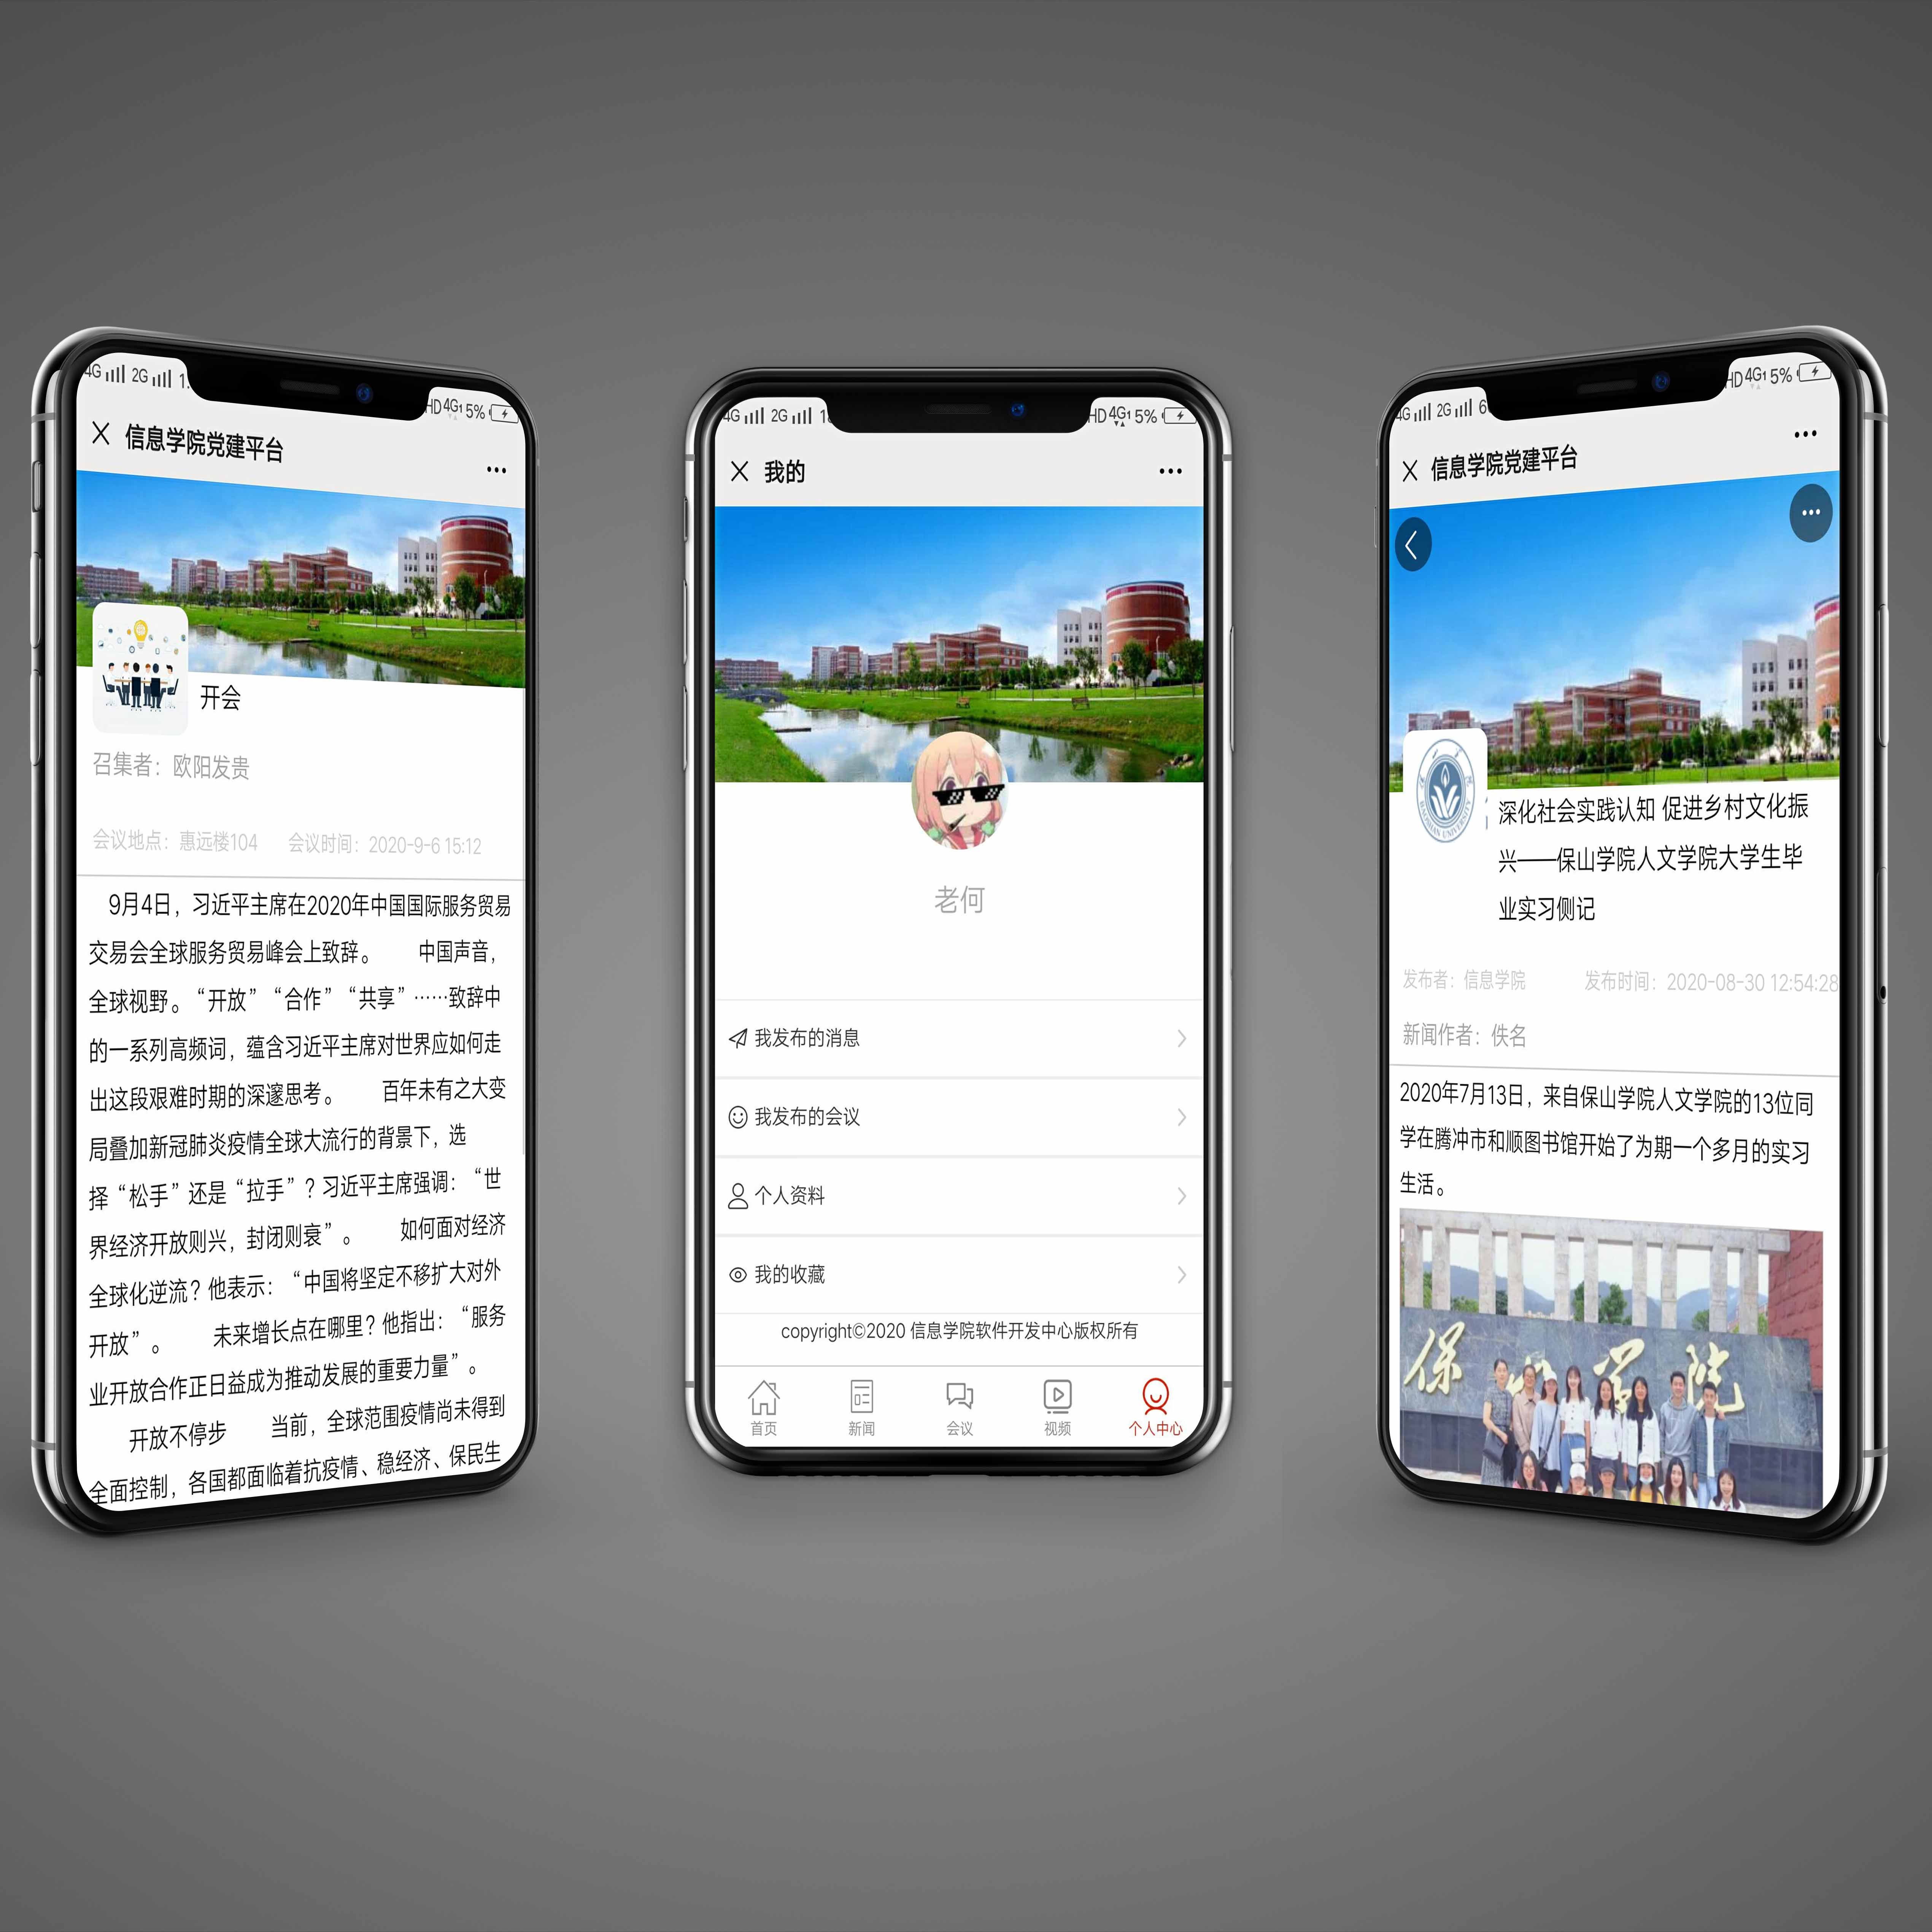 4G 2G 1
HD 4G 5%
信息学院党建平台
开会
召集者：欧阳发贵
会议地点：惠远楼104 会议时间：2020-9-6 15:12
9月4日，习近平主席在2020年中国国际服务贸易
交易会全球服务贸易峰会上致辞。 中国声音，
全球视野。“开放”“合作”“共享”……致辞中
的一系列高频词，蕴含习近平主席对世界应如何走
出这段艰难时期的深邃思考。 百年未有之大变
局叠加新冠肺炎疫情全球大流行的背景下，选
择“松手”还是“拉手”？习近平主席强调：“世
界经济开放则兴，封闭则衰”。 如何面对经济
全球化逆流？他表示：“中国将坚定不移扩大对外
开放”。 未来增长点在哪里？他指出：“服务
业开放合作正日益成为推动发展的重要力量”。
开放不停步 当前，全球范围疫情尚未得到
全面控制，各国都面临着抗疫情、稳经济、保民生
4G 2G 1
HD 4G 5%
我的
老何
我发布的消息
我发布的会议
个人资料
我的收藏
copyright©2020 信息学院软件开发中心版权所有
首页 新闻 会议 视频 个人中心
4G 2G 6
HD 4G 5%
信息学院党建平台
BAOSHAN UNIVERSITY
深化社会实践认知 促进乡村文化振
兴——保山学院人文学院大学生毕
业实习侧记
发布者：信息学院 发布时间：2020-08-30 12:54:28
新闻作者：佚名
2020年7月13日，来自保山学院人文学院的13位同
学在腾冲市和顺图书馆开始了为期一个多月的实习
生活。
保山学院